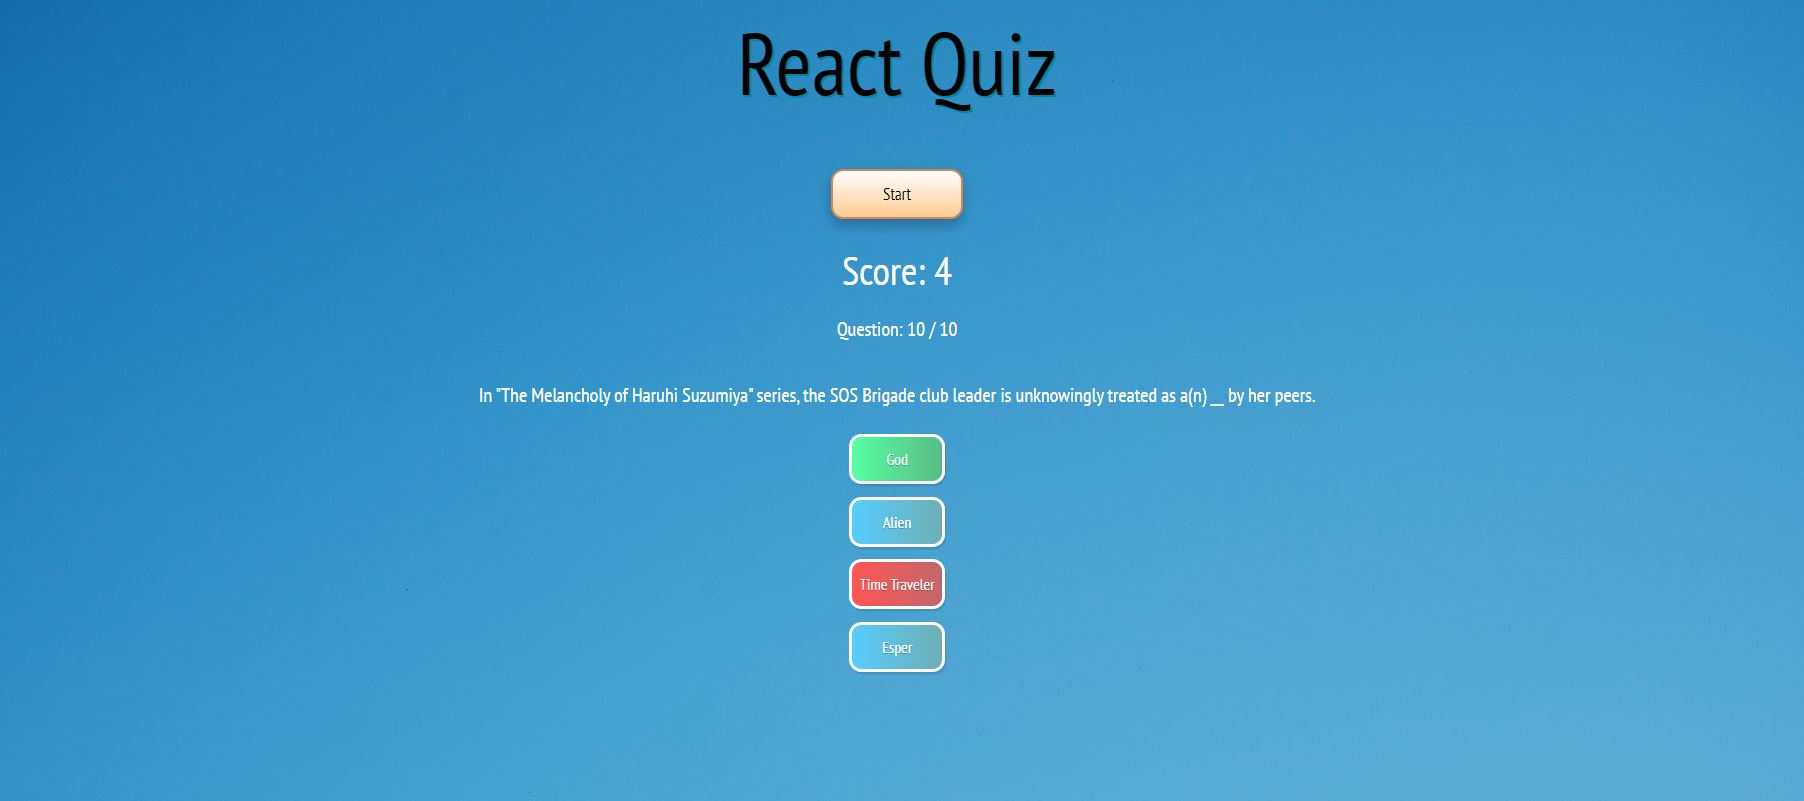 React Quiz
Start
Score: 4
Question: 10 / 10
In "The Melancholy of Haruhi Suzumiya" series, the SOS Brigade club leader is unknowingly treated as a(n) __ by her peers.
God
Alien
Time Traveler
Esper